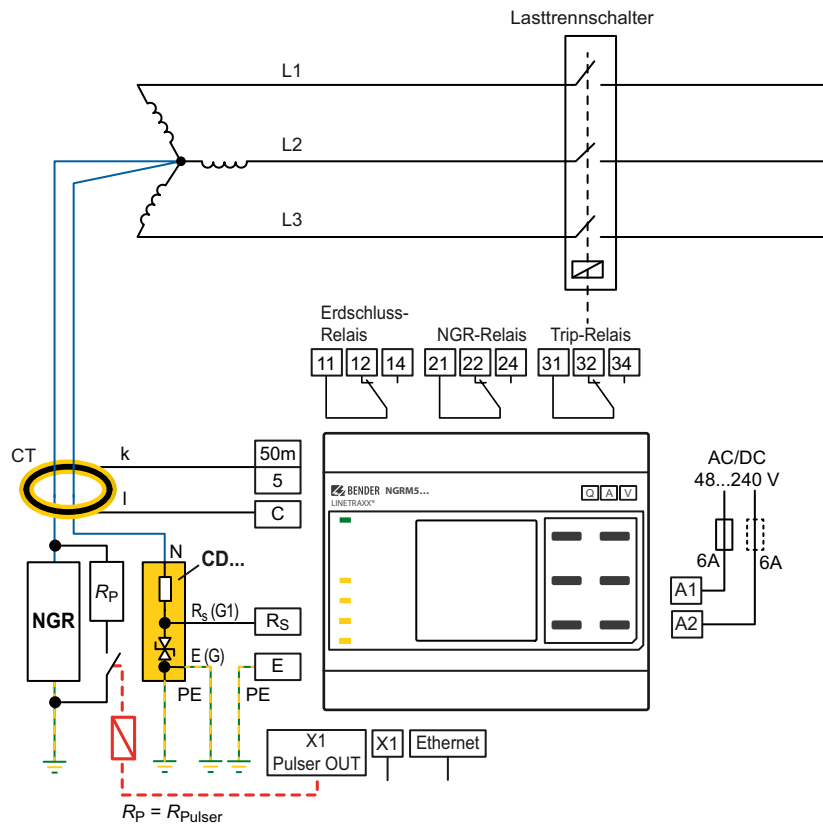 Lasttrennschalter
L1
L2
L3
Erdschluss-
Relais
NGR-Relais
Trip-Relais
11 12 14
21 22 24
31 32 34
CT
k
50m
5
l
C
BENDER NGRM5...
LINETRAXX®
Q A V
AC/DC
48...240 V
6A
6A
A1
A2
N
CD...
NGR
RP
Rs (G1)
RS
E (G)
E
PE
PE
X1
Pulser OUT
X1
Ethernet
RP = RPulser